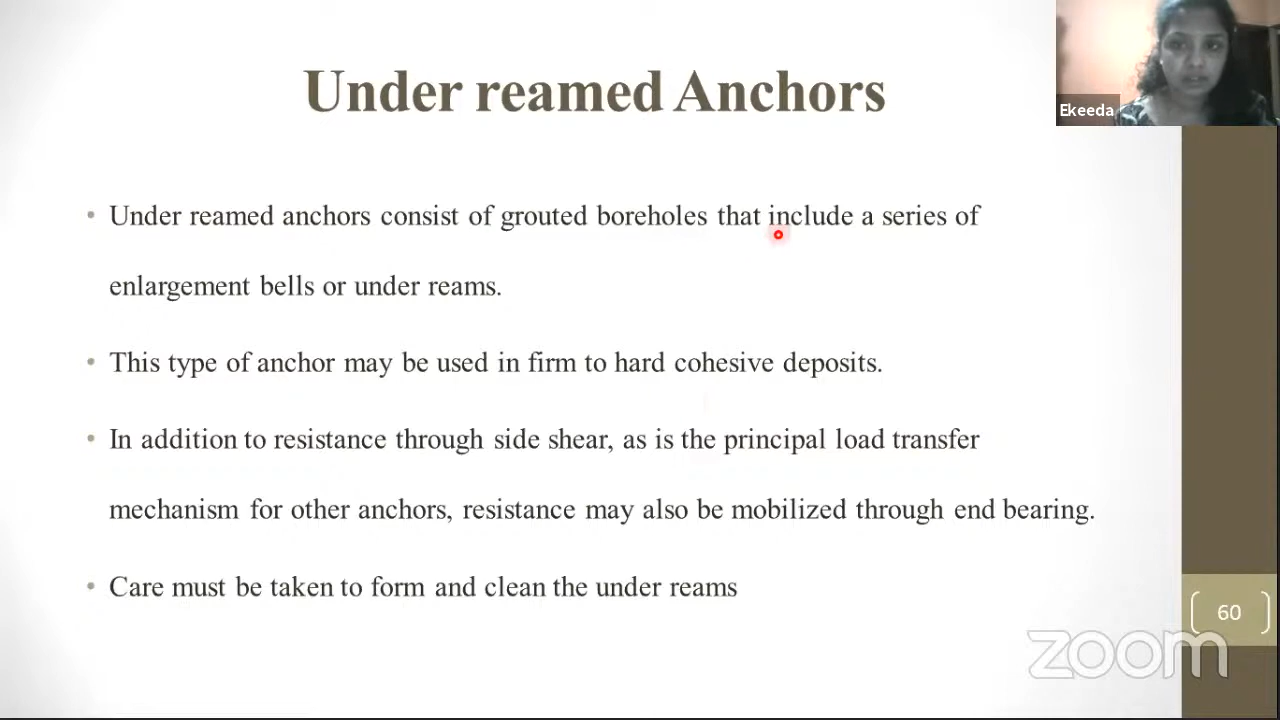 Under reamed Anchors
Ekeeda
• Under reamed anchors consist of grouted boreholes that include a series of
enlargement bells or under reams.
• This type of anchor may be used in firm to hard cohesive deposits.
• In addition to resistance through side shear, as is the principal load transfer
mechanism for other anchors, resistance may also be mobilized through end bearing.
• Care must be taken to form and clean the under reams
60
zoom